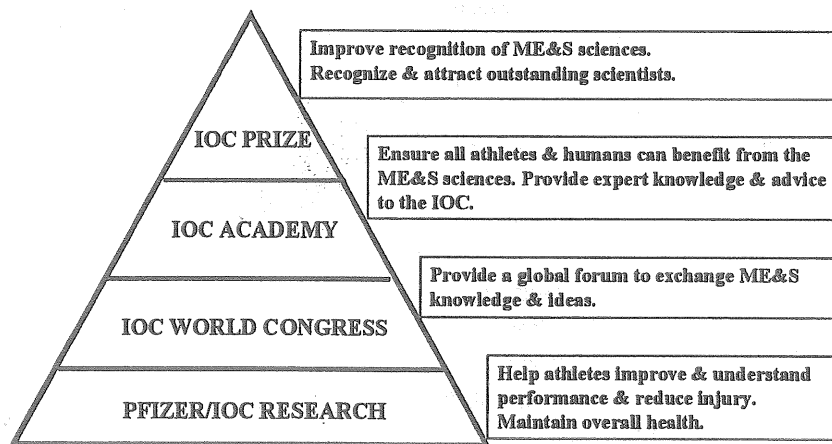 Improve recognition of ME&S sciences.
Recognize & attract outstanding scientists.
IOC PRIZE
Ensure all athletes & humans can benefit from the
ME&S sciences. Provide expert knowledge & advice
to the IOC.
IOC ACADEMY
Provide a global forum to exchange ME&S
knowledge & ideas.
IOC WORLD CONGRESS
Help athletes improve & understand
performance & reduce injury.
Maintain overall health.
PFIZER/IOC RESEARCH